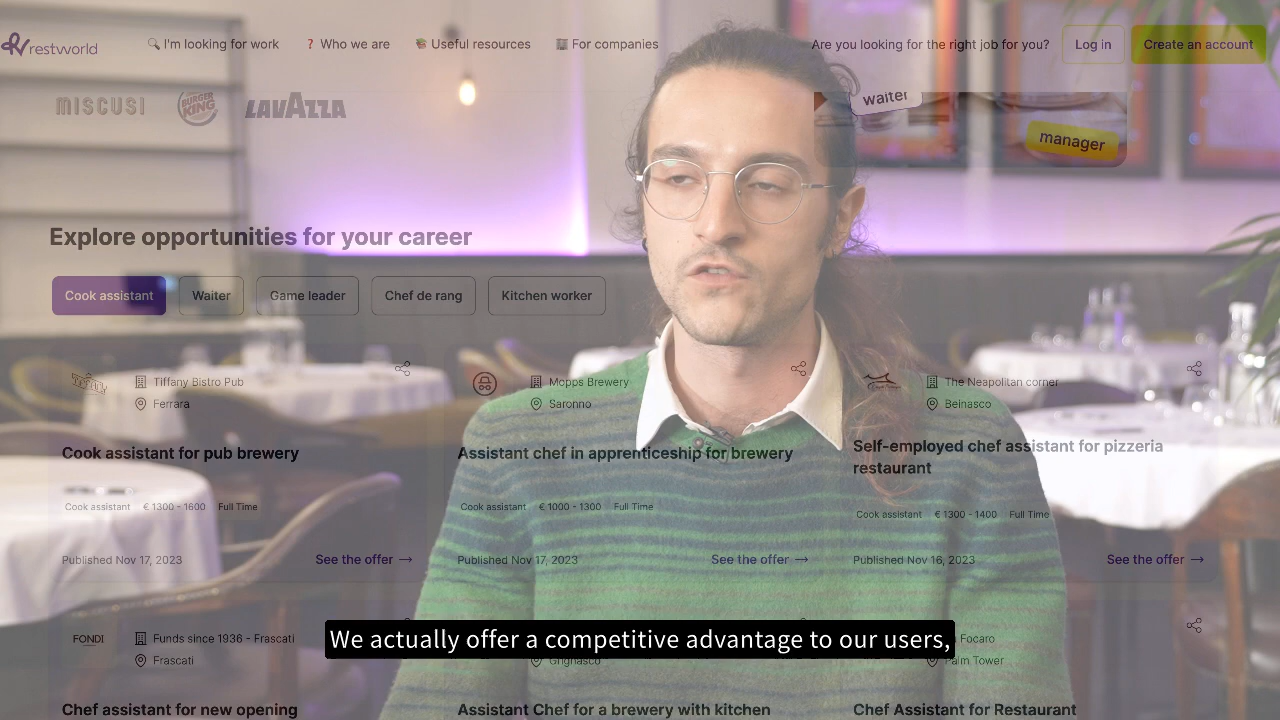 restworld
🔍 I'm looking for work
❓ Who we are
📚 Useful resources
🏢 For companies
Are you looking for the right job for you?
Log in
Create an account
MISCUSI
BURGER KING
LAVAZZA
waiter
manager
Explore opportunities for your career
Cook assistant
Waiter
Game leader
Chef de rang
Kitchen worker
Tiffany Bistro Pub
Ferrara
Cook assistant for pub brewery
Cook assistant € 1300 - 1600 Full Time
Published Nov 17, 2023
See the offer →
Mopps Brewery
Saronno
Assistant chef in apprenticeship for brewery
Cook assistant € 1000 - 1300 Full Time
Published Nov 17, 2023
See the offer →
The Neapolitan corner
Beinasco
Self-employed chef assistant for pizzeria
restaurant
Cook assistant € 1300 - 1400 Full Time
Published Nov 16, 2023
See the offer →
FONDI
Funds since 1936 - Frascati
Frascati
Chef assistant for new opening
Grignasco
Assistant Chef for a brewery with kitchen
Focaro
Palm Tower
Chef Assistant for Restaurant
We actually offer a competitive advantage to our users,